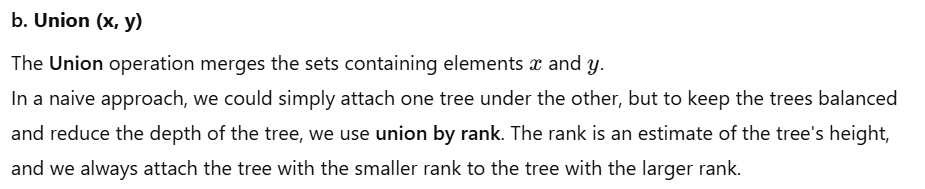 b. Union (x, y)
The Union operation merges the sets containing elements x and y.
In a naive approach, we could simply attach one tree under the other, but to keep the trees balanced
and reduce the depth of the tree, we use union by rank. The rank is an estimate of the tree's height,
and we always attach the tree with the smaller rank to the tree with the larger rank.